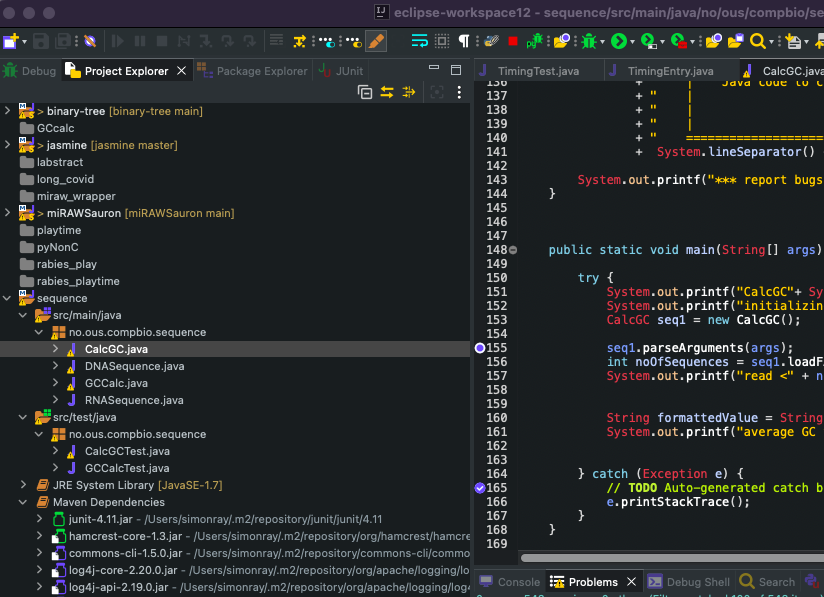 eclipse-workspace12 - sequence/src/main/java/no/ous/compbio/se
Debug
Project Explorer
Package Explorer
JUnit
> binary-tree [binary-tree main]
GCcalc
> jasmine [jasmine master]
labstract
long_covid
miraw_wrapper
> miRAWSauron [miRAWSauron main]
playtime
pyNonC
rabies_play
rabies_playtime
sequence
src/main/java
no.ous.compbio.sequence
CalcGC.java
DNASequence.java
GCCalc.java
RNASequence.java
src/test/java
no.ous.compbio.sequence
CalcGCTest.java
GCCalcTest.java
JRE System Library [JavaSE-1.7]
Maven Dependencies
junit-4.11.jar - /Users/simonray/.m2/repository/junit/junit/4.11
hamcrest-core-1.3.jar - /Users/simonray/.m2/repository/org/hamcrest/hamcre
commons-cli-1.5.0.jar - /Users/simonray/.m2/repository/commons-cli/commo
log4j-core-2.20.0.jar - /Users/simonray/.m2/repository/org/apache/logging/lo
log4j-api-2.19.0.jar - /Users/simonray/.m2/repository/org/apache/logging/log4
TimingTest.java
TimingEntry.java
CalcGC.java
136 + " | Java code to c
137 + " |
138 + " |
139 + " |
140 + " ====================
141 + System.lineSeparator()
142
143 System.out.printf("*** report bugs
144 }
145
146
147
148 public static void main(String[] args)
149
150 try {
151 System.out.printf("CalcGC"+ Sy
152 System.out.printf("initializin
153 CalcGC seq1 = new CalcGC();
154
155 seq1.parseArguments(args);
156 int noOfSequences = seq1.loadF
157 System.out.printf("read <" + n
158
159
160 String formattedValue = String
161 System.out.printf("average GC
162
163
164 } catch (Exception e) {
165 // TODO Auto-generated catch b
166 e.printStackTrace();
167 }
168 }
169
Console
Problems
Debug Shell
Search